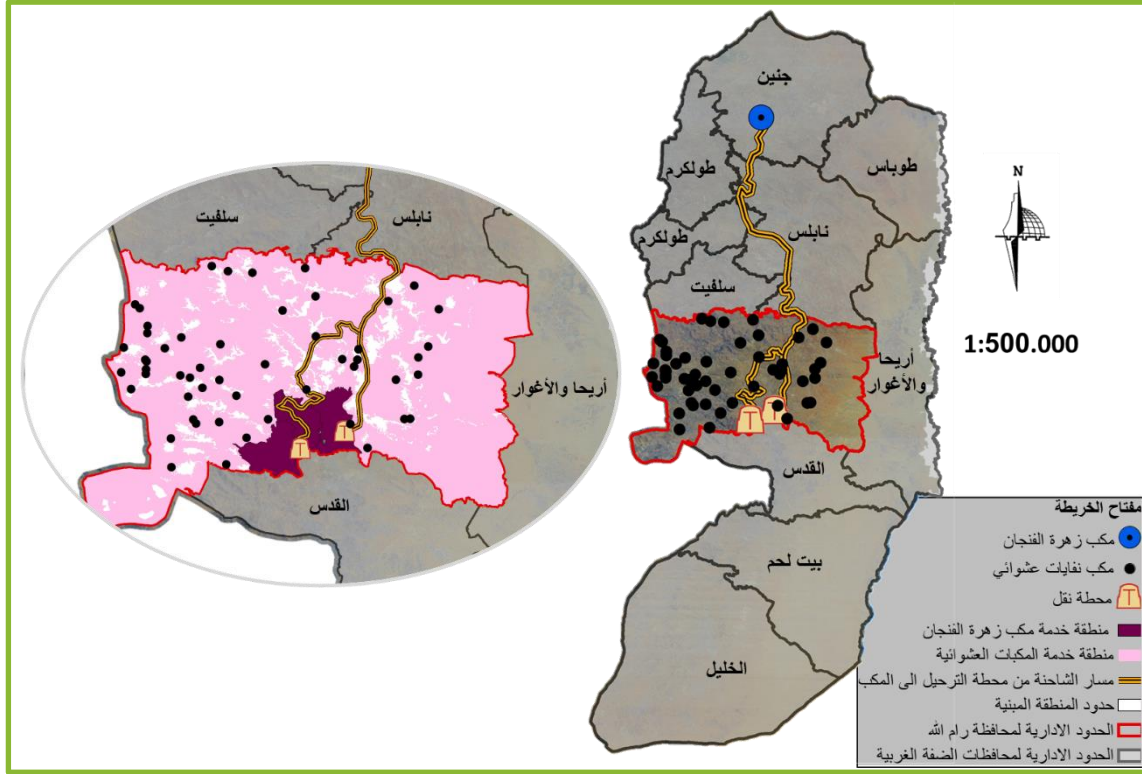 جنين
طولكرم
طوباس
نابلس
طولكرم
سلفيت
أريحا
والأغوار
القدس
بيت لحم
الخليل
سلفيت
نابلس
أريحا والأغوار
القدس
T
T
T
T
N
1:500.000
مفتاح الخريطة
مكب زهرة الفنجان
مكب نفايات عشوائي
T محطة نقل
منطقة خدمة مكب زهرة الفنجان
منطقة خدمة المكبات العشوائية
مسار الشاحنة من محطة الترحيل الى المكب
حدود المنطقة المبنية
الحدود الادارية لمحافظة رام الله
الحدود الادارية لمحافظات الضفة الغربية